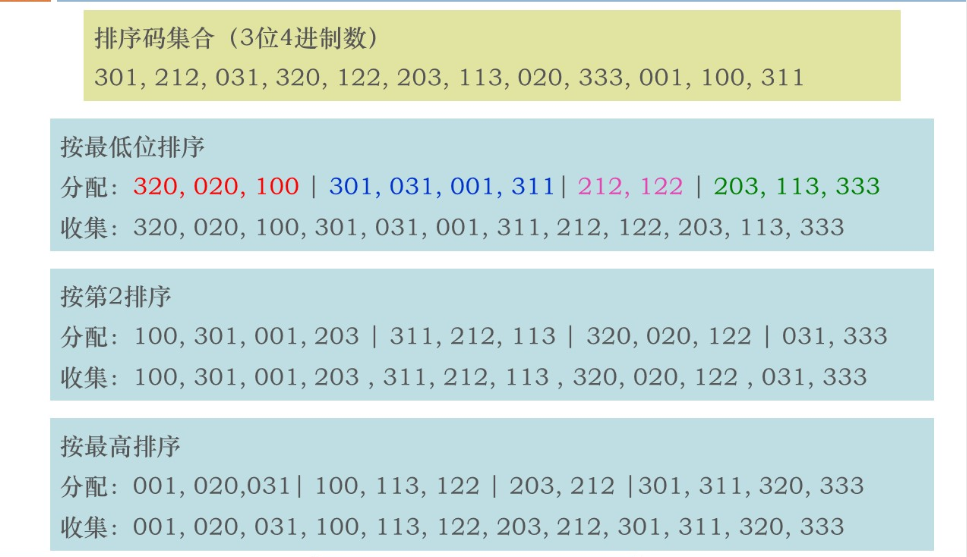 排序码集合（3位4进制数）
301, 212, 031, 320, 122, 203, 113, 020, 333, 001, 100, 311
按最低位排序
分配：320, 020, 100 | 301, 031, 001, 311| 212, 122 | 203, 113, 333
收集：320, 020, 100, 301, 031, 001, 311, 212, 122, 203, 113, 333
按第2排序
分配：100, 301, 001, 203 | 311, 212, 113 | 320, 020, 122 | 031, 333
收集：100, 301, 001, 203 , 311, 212, 113 , 320, 020, 122 , 031, 333
按最高排序
分配：001, 020,031| 100, 113, 122 | 203, 212 |301, 311, 320, 333
收集：001, 020, 031, 100, 113, 122, 203, 212, 301, 311, 320, 333